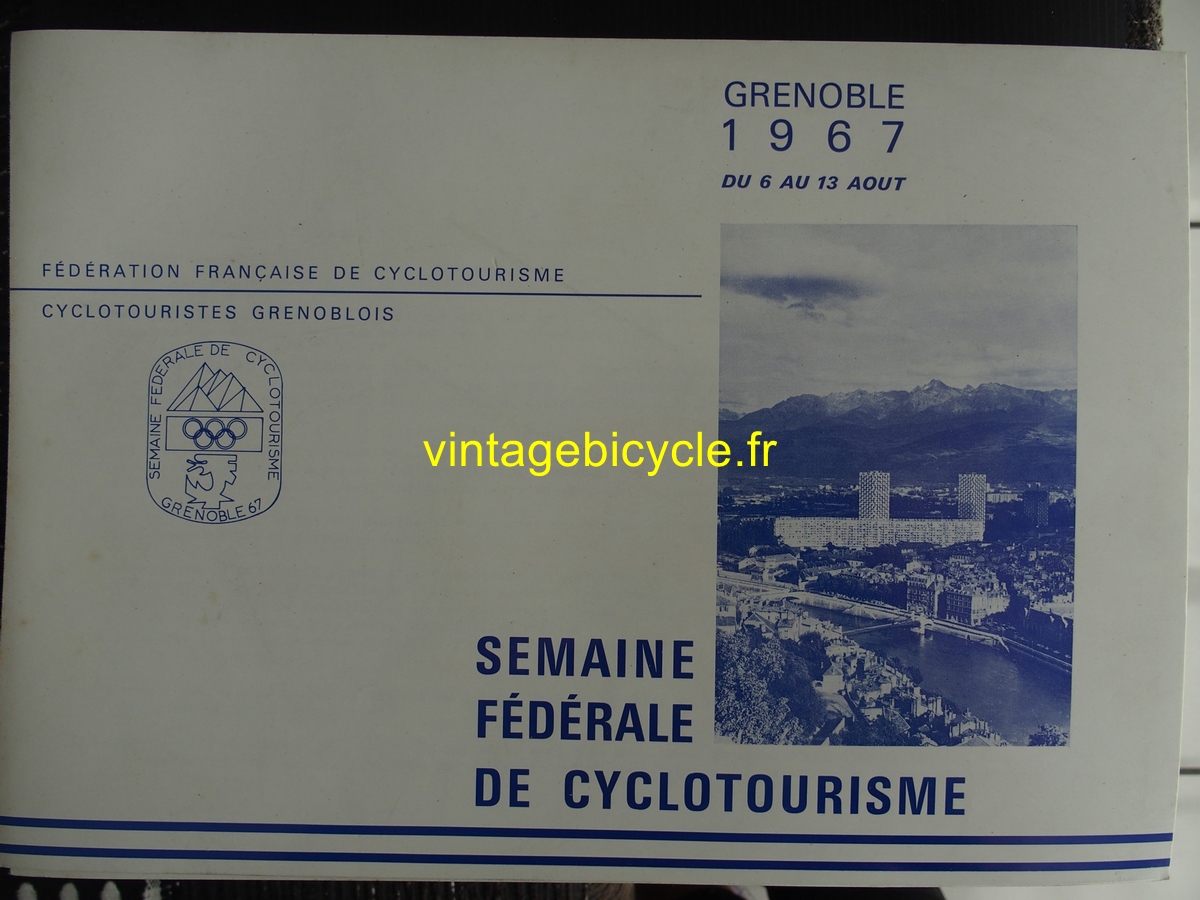 GRENOBLE
1967
DU 6 AU 13 AOUT
FÉDÉRATION FRANÇAISE DE CYCLOTOURISME
CYCLOTOURISTES GRENOBLOIS
SEMAINE FEDERALE DE CYCLOTOURISME
GRENOBLE 67
vintagebicycle.fr
SEMAINE
FÉDÉRALE
DE CYCLOTOURISME